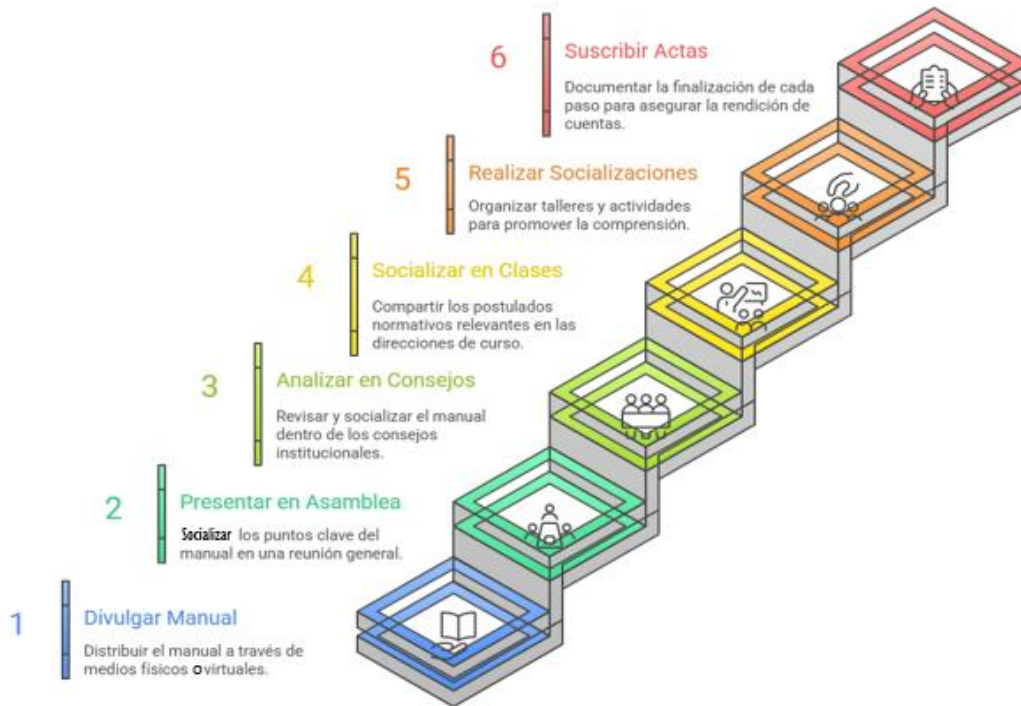 6
Suscribir Actas
Documentar la finalización de cada
paso para asegurar la rendición de
cuentas.
5
Realizar Socializaciones
Organizar talleres y actividades
para promover la comprensión.
4
Socializar en Clases
Compartir los postulados
normativos relevantes en las
direcciones de curso.
3
Analizar en Consejos
Revisar y socializar el manual
dentro de los consejos
institucionales.
2
Presentar en Asamblea
Socializar los puntos clave del
manual en una reunión general.
1
Divulgar Manual
Distribuir el manual a través de
medios físicos o virtuales.